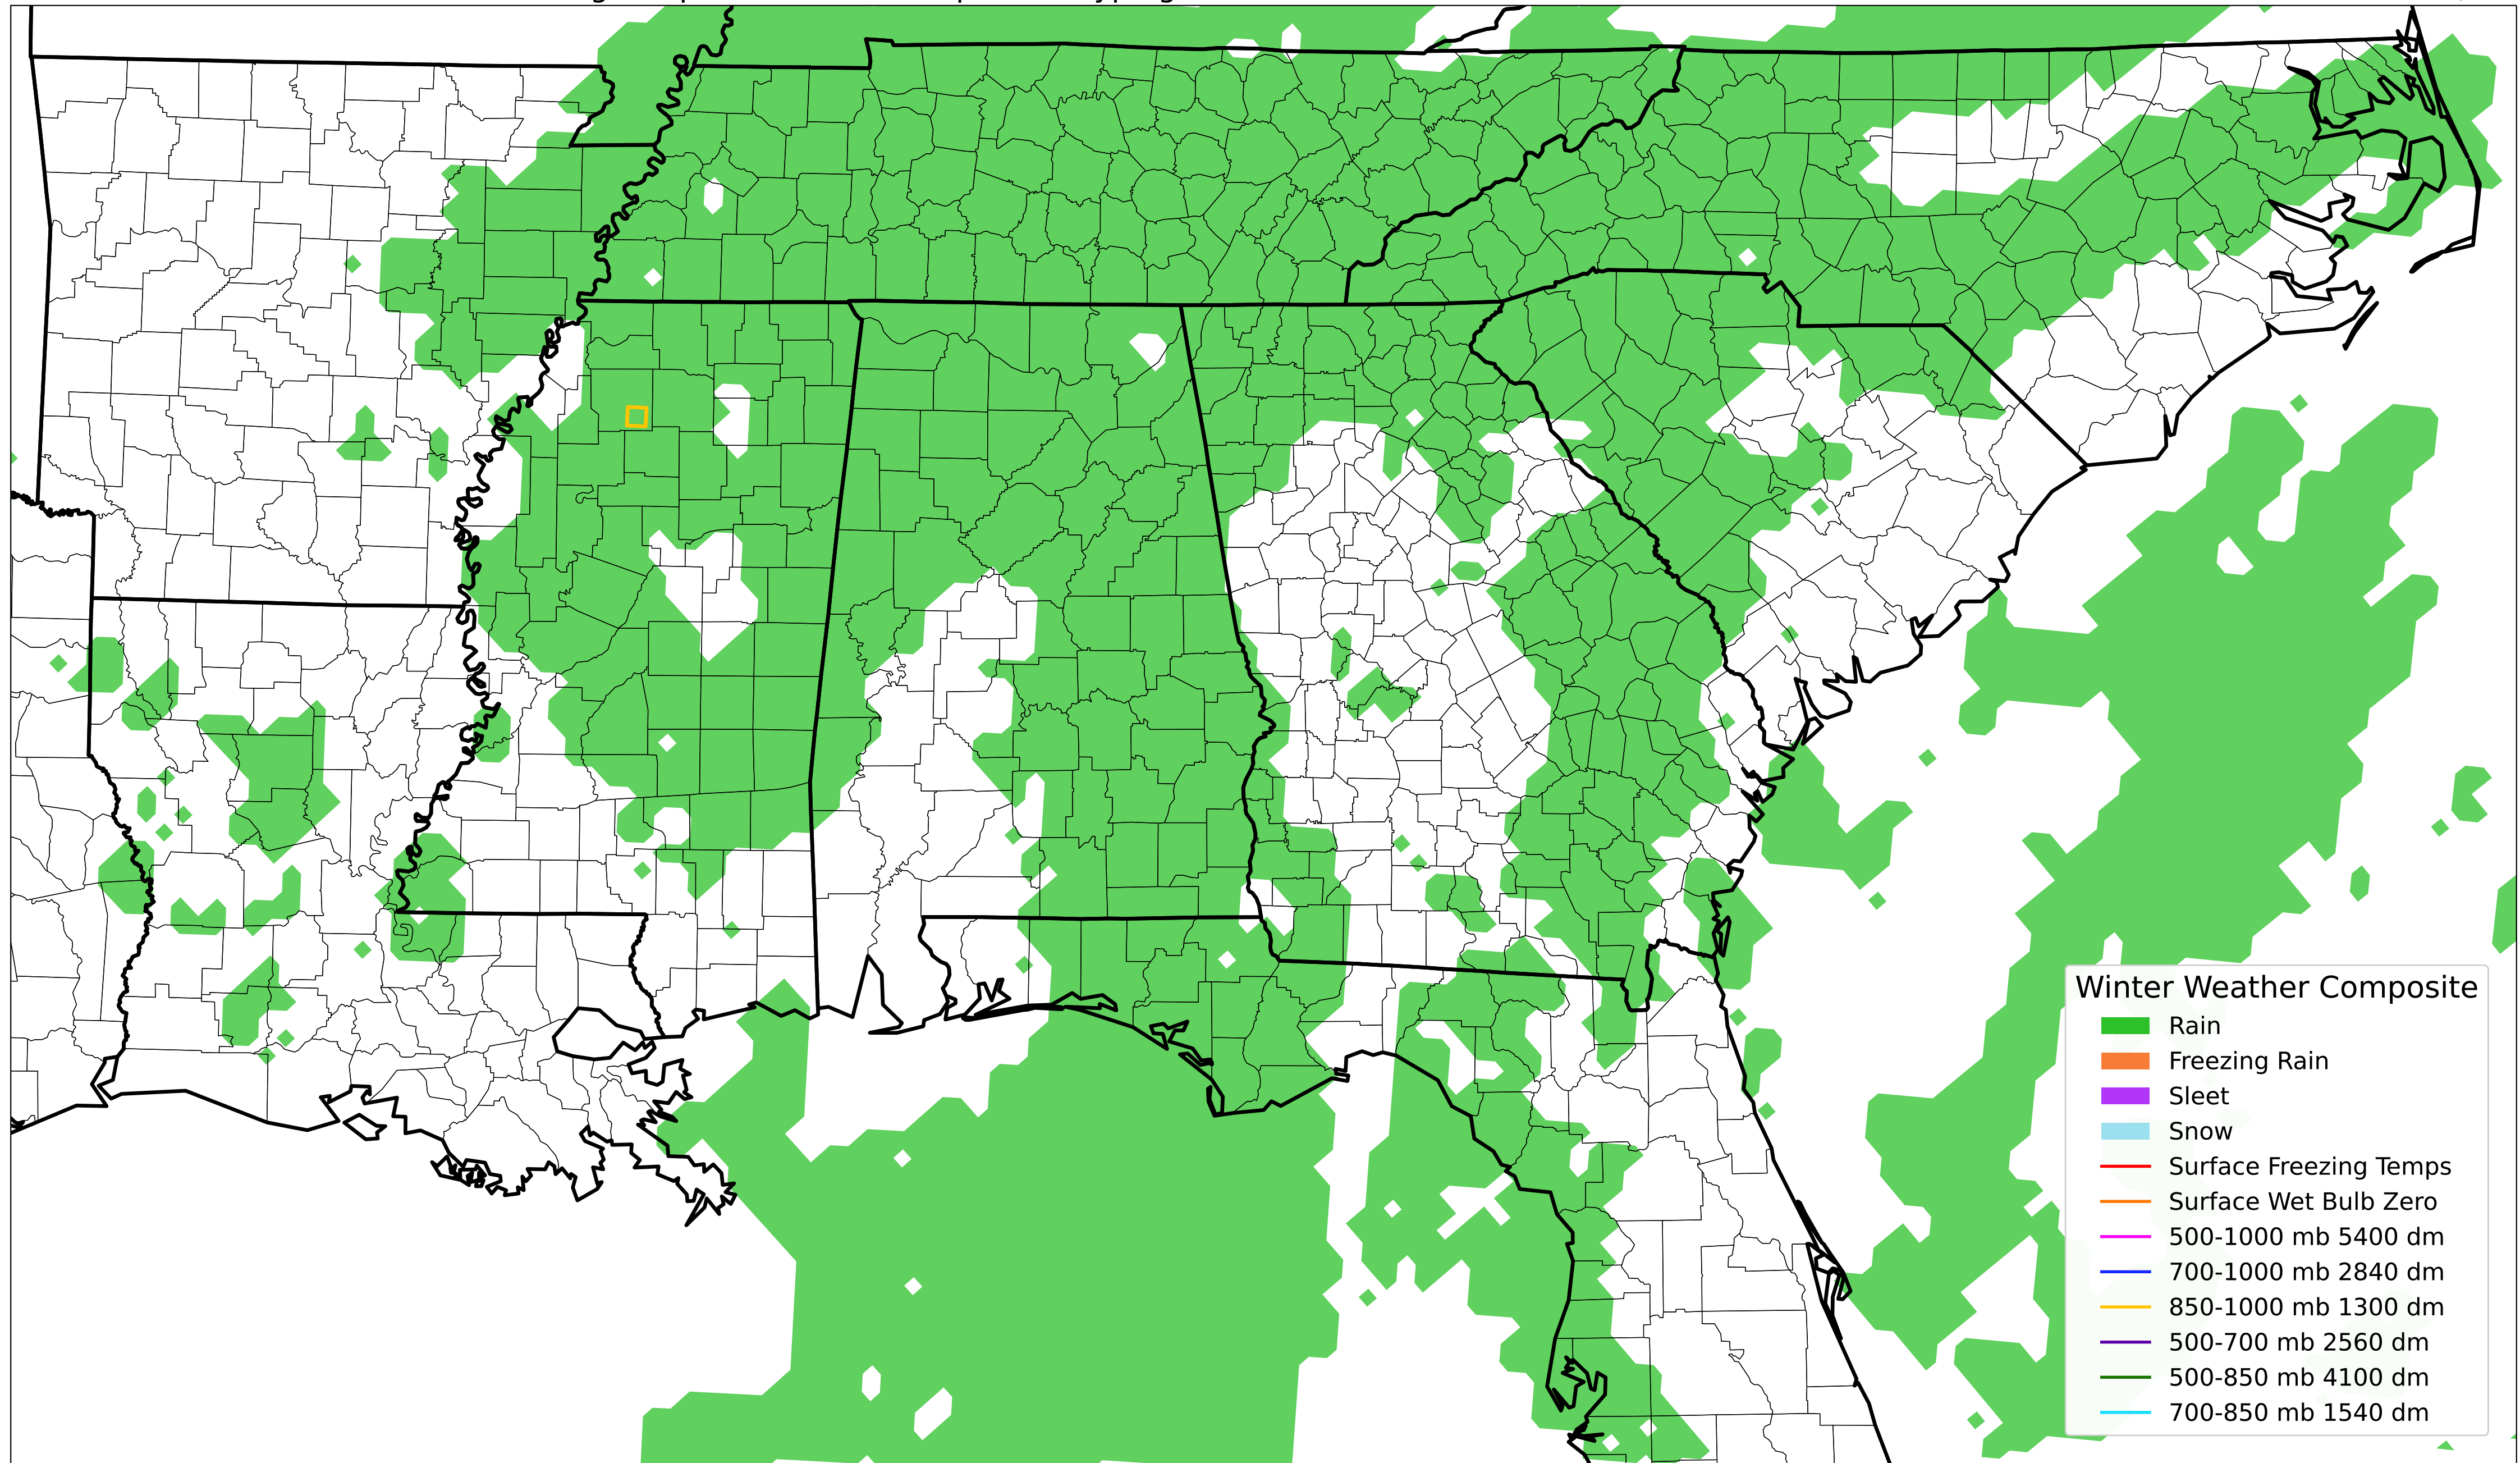 Winter Weather Composite
Rain
Freezing Rain
Sleet
Snow
Surface Freezing Temps
Surface Wet Bulb Zero
500-1000 mb 5400 dm
700-1000 mb 2840 dm
850-1000 mb 1300 dm
500-700 mb 2560 dm
500-850 mb 4100 dm
700-850 mb 1540 dm